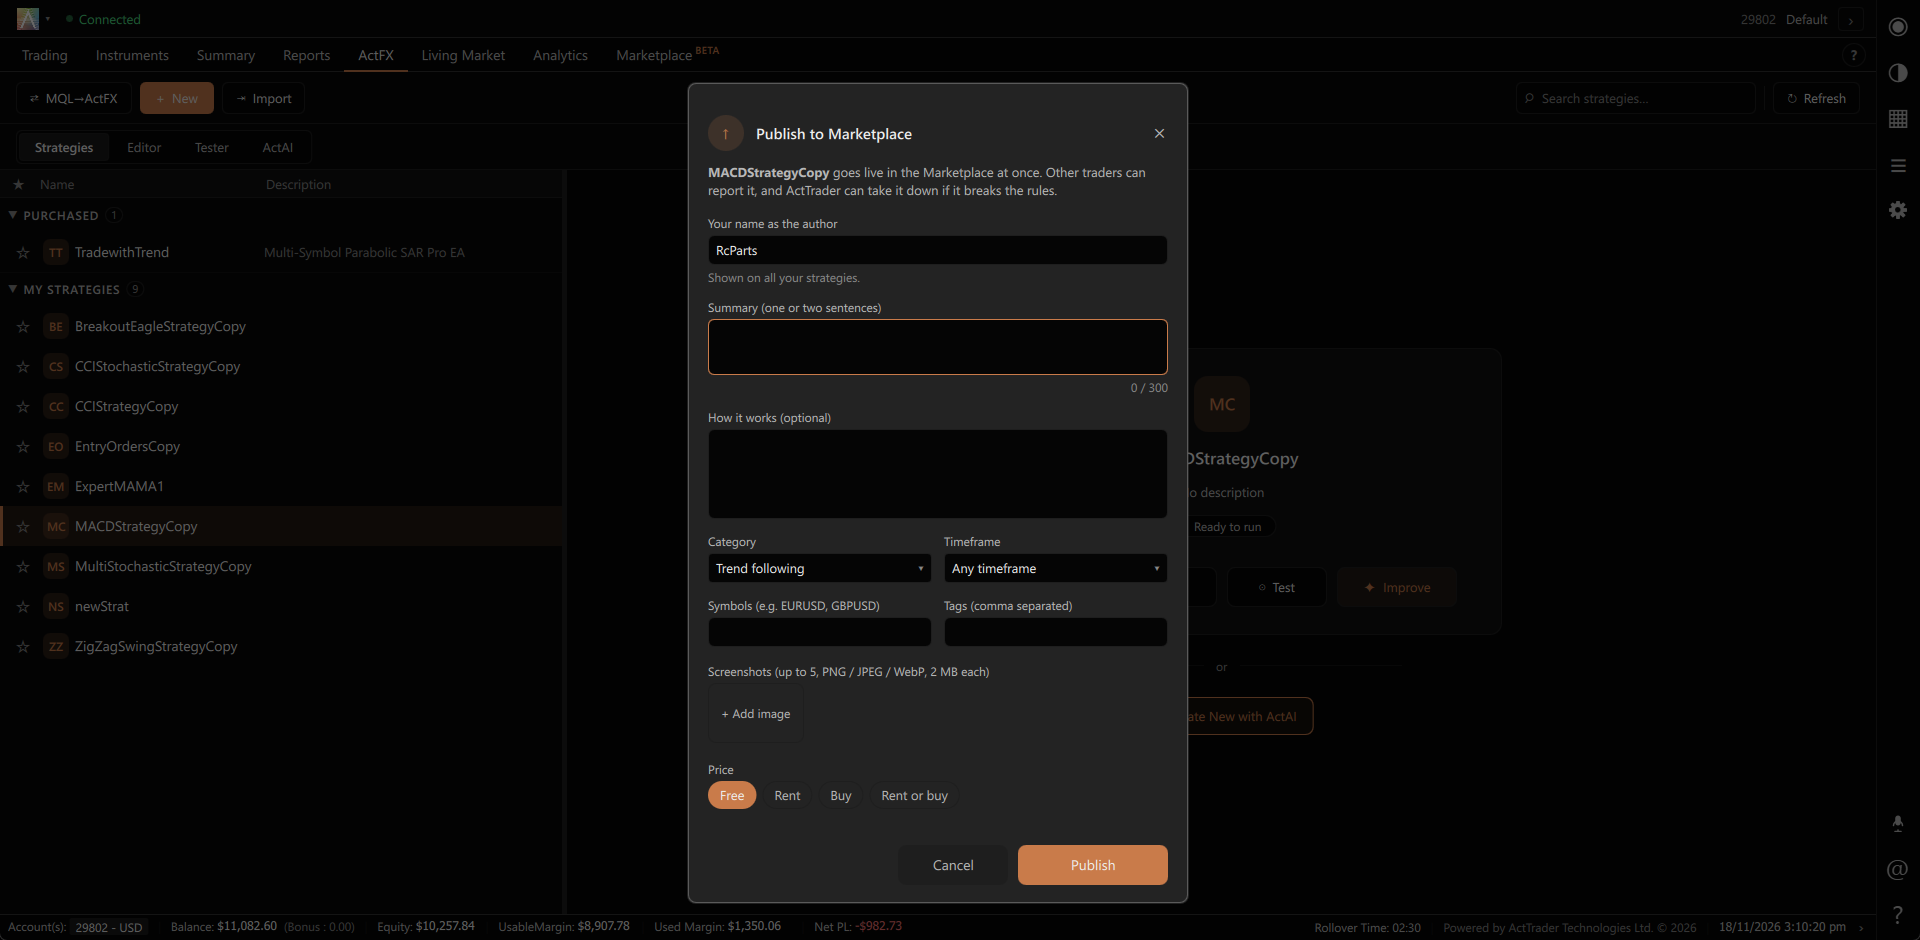 Connected
29802 Default
Trading Instruments Summary Reports ActFX Living Market Analytics Marketplace BETA
?
MQL→ActFX + New Import
Search strategies...
Refresh
Strategies Editor Tester ActAI
Name Description
PURCHASED 1
TT TradewithTrend Multi-Symbol Parabolic SAR Pro EA
MY STRATEGIES 9
BE BreakoutEagleStrategyCopy
CS CCIStochasticStrategyCopy
CC CCIStrategyCopy
EO EntryOrdersCopy
EM ExpertMAMA1
MC MACDStrategyCopy
MS MultiStochasticStrategyCopy
NS newStrat
ZZ ZigZagSwingStrategyCopy
Publish to Marketplace
MACDStrategyCopy goes live in the Marketplace at once. Other traders can
report it, and ActTrader can take it down if it breaks the rules.
Your name as the author
RcParts
Shown on all your strategies.
Summary (one or two sentences)
0 / 300
How it works (optional)
Category Timeframe
Trend following Any timeframe
Symbols (e.g. EURUSD, GBPUSD) Tags (comma separated)
Screenshots (up to 5, PNG / JPEG / WebP, 2 MB each)
+ Add image
Price
Free Rent Buy Rent or buy
Cancel Publish
MC
DStrategyCopy
o description
Ready to run
Test Improve
or
ate New with ActAI
@
?
Account(s): 29802 - USD Balance: $11,082.60 (Bonus : 0.00) Equity: $10,257.84 UsableMargin: $8,907.78 Used Margin: $1,350.06 Net PL: -$982.73 Rollover Time: 02:30 Powered by ActTrader Technologies Ltd. © 2026 18/11/2026 3:10:20 pm